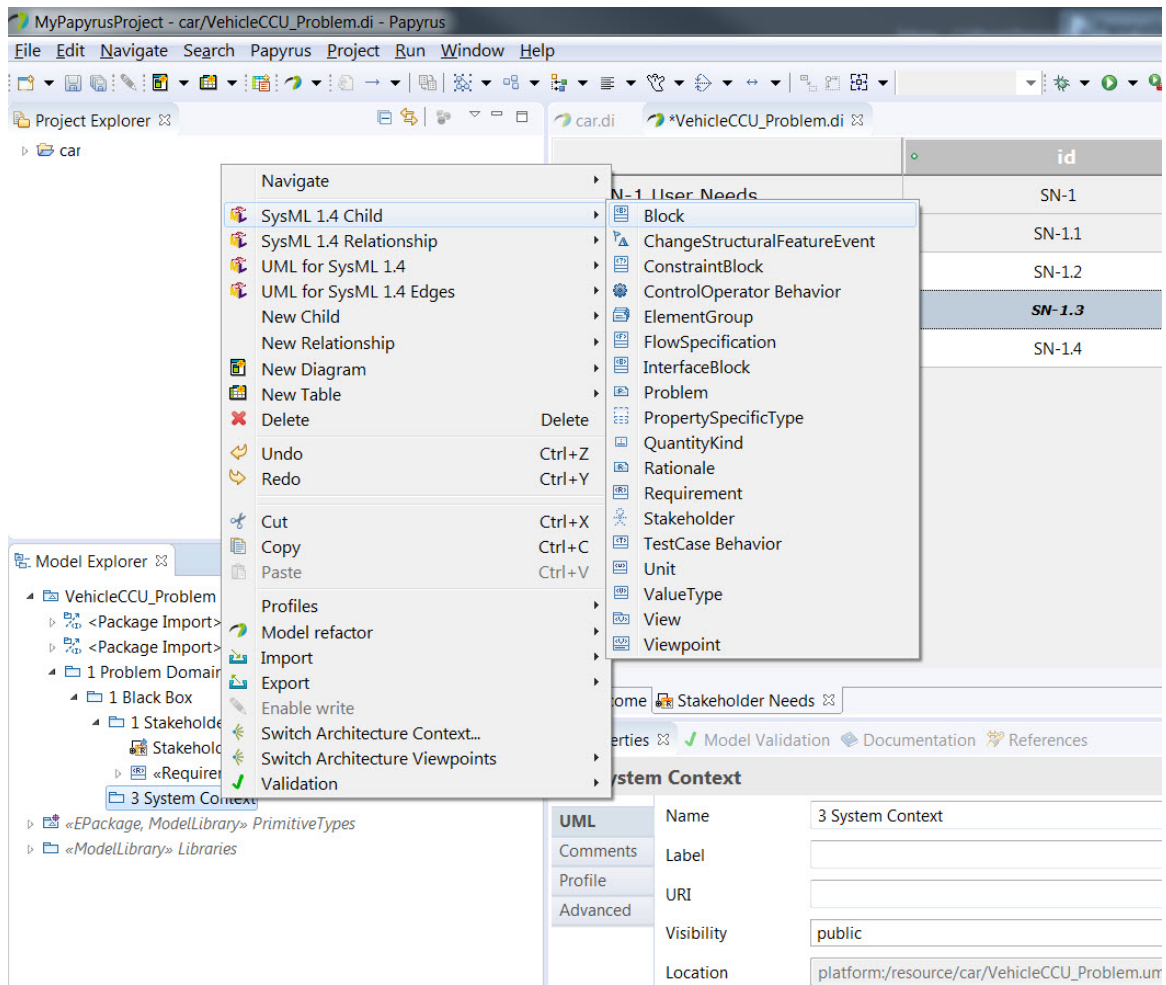 MyPapyrusProject - car/VehicleCCU_Problem.di - Papyrus
File Edit Navigate Search Papyrus Project Run Window Help
Project Explorer
car.di
*VehicleCCU_Problem.di
car
id
SN-1 User Needs
SN-1
SN-1.1
SN-1.2
SN-1.3
SN-1.4
Navigate
SysML 1.4 Child
SysML 1.4 Relationship
UML for SysML 1.4
UML for SysML 1.4 Edges
New Child
New Relationship
New Diagram
New Table
Delete Delete
Undo Ctrl+Z
Redo Ctrl+Y
Cut Ctrl+X
Copy Ctrl+C
Paste Ctrl+V
Profiles
Model refactor
Import
Export
Enable write
Switch Architecture Context...
Switch Architecture Viewpoints
Validation
Block
ChangeStructuralFeatureEvent
ConstraintBlock
ControlOperator Behavior
ElementGroup
FlowSpecification
InterfaceBlock
Problem
PropertySpecificType
QuantityKind
Rationale
Requirement
Stakeholder
TestCase Behavior
Unit
ValueType
View
Viewpoint
Model Explorer
VehicleCCU_Problem
<Package Import>
<Package Import>
1 Problem Domain
1 Black Box
1 Stakeholde
Stakehold
«Requirer
3 System Context
«EPackage, ModelLibrary» PrimitiveTypes
«ModelLibrary» Libraries
ome Stakeholder Needs
erties Model Validation Documentation References
ystem Context
UML
Comments
Profile
Advanced
Name 3 System Context
Label
URI
Visibility public
Location platform:/resource/car/VehicleCCU_Problem.um